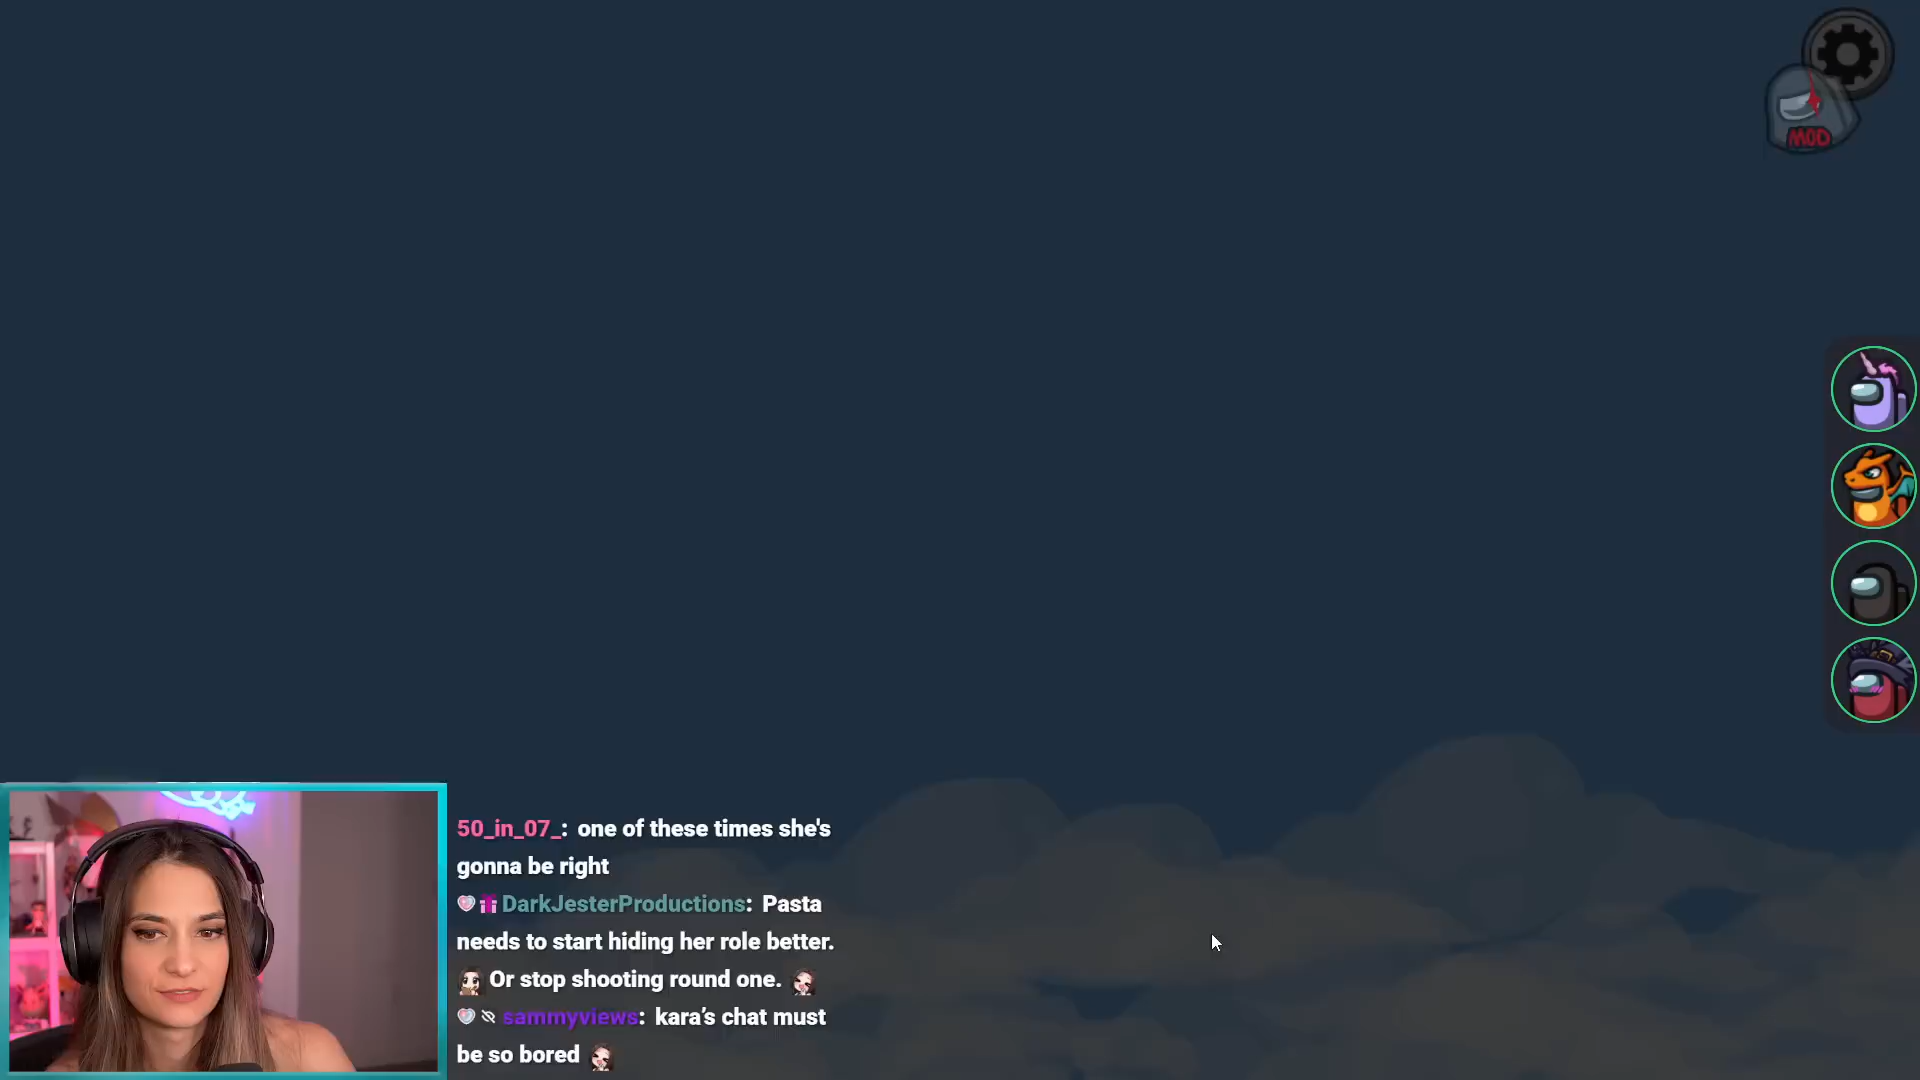 MOD
50_in_07_: one of these times she's
gonna be right
DarkJesterProductions: Pasta
needs to start hiding her role better.
Or stop shooting round one.
sammyviews: kara’s chat must
be so bored